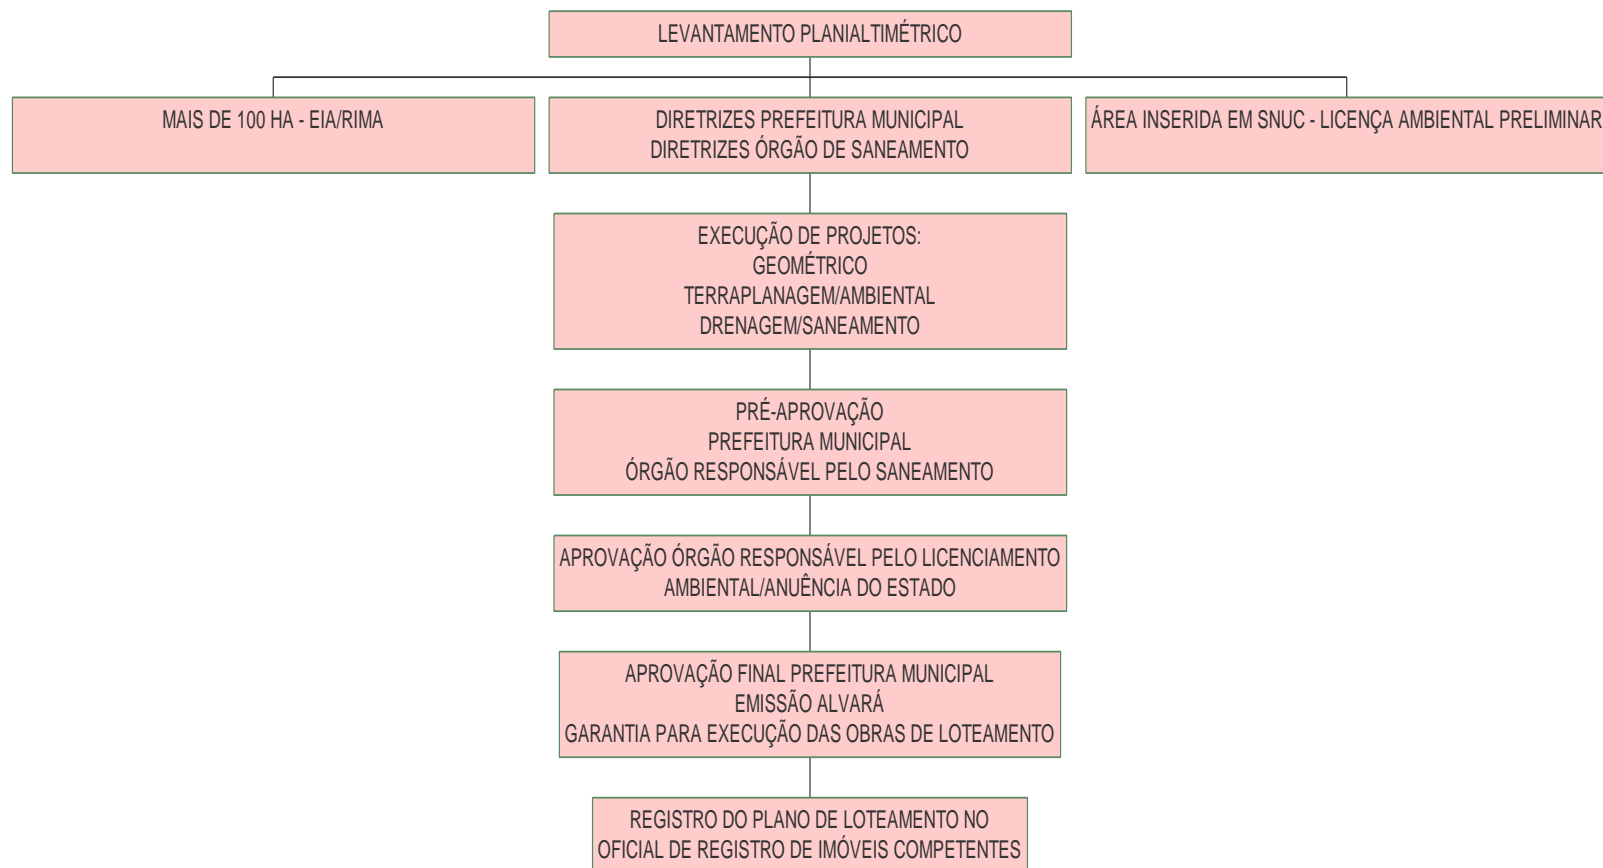 LEVANTAMENTO PLANIALTIMÉTRICO
MAIS DE 100 HA - EIA/RIMA
DIRETRIZES PREFEITURA MUNICIPAL
DIRETRIZES ÓRGÃO DE SANEAMENTO
ÁREA INSERIDA EM SNUC - LICENÇA AMBIENTAL PRELIMINAR
EXECUÇÃO DE PROJETOS:
GEOMÉTRICO
TERRAPLANAGEM/AMBIENTAL
DRENAGEM/SANEAMENTO
PRÉ-APROVAÇÃO
PREFEITURA MUNICIPAL
ÓRGÃO RESPONSÁVEL PELO SANEAMENTO
APROVAÇÃO ÓRGÃO RESPONSÁVEL PELO LICENCIAMENTO
AMBIENTAL/ANUÊNCIA DO ESTADO
APROVAÇÃO FINAL PREFEITURA MUNICIPAL
EMISSÃO ALVARÁ
GARANTIA PARA EXECUÇÃO DAS OBRAS DE LOTEAMENTO
REGISTRO DO PLANO DE LOTEAMENTO NO
OFICIAL DE REGISTRO DE IMÓVEIS COMPETENTES